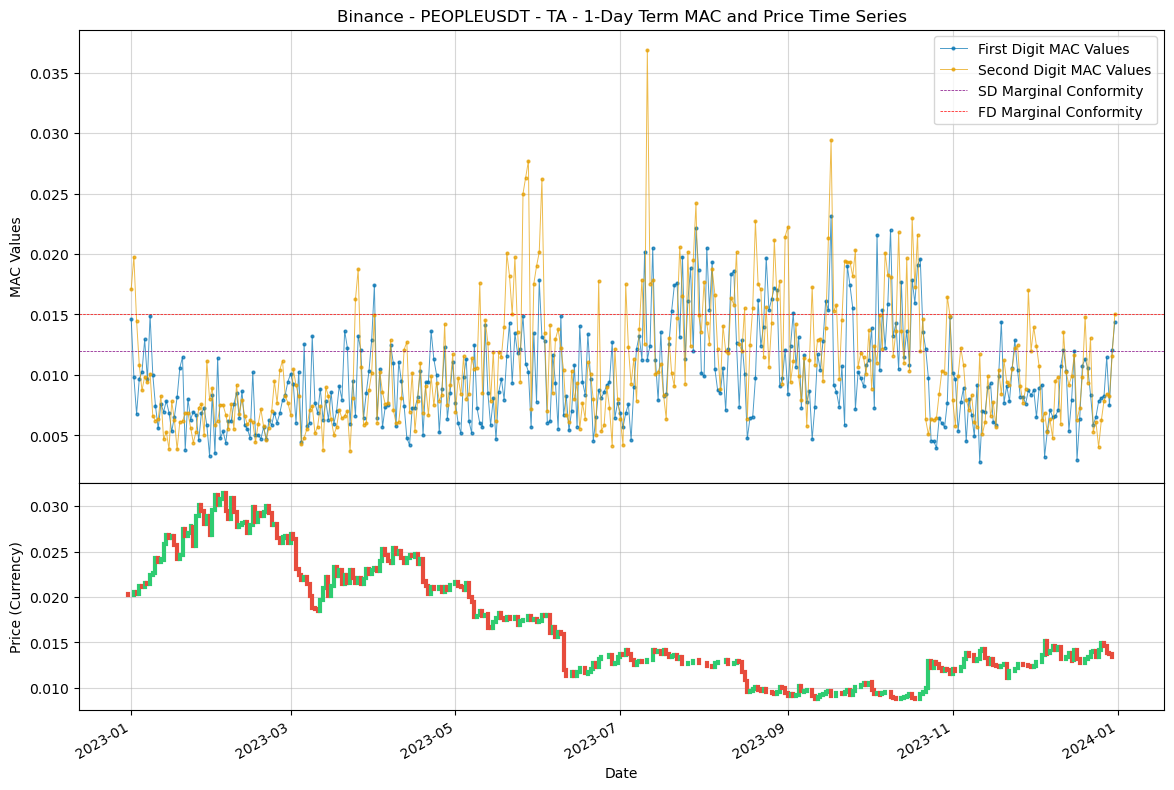 Binance - PEOPLEUSDT - TA - 1-Day Term MAC and Price Time Series
First Digit MAC Values
Second Digit MAC Values
SD Marginal Conformity
FD Marginal Conformity
MAC Values
0.035
0.030
0.025
0.020
0.015
0.010
0.005
Price (Currency)
0.030
0.025
0.020
0.015
0.010
2023-01
2023-03
2023-05
2023-07
2023-09
2023-11
2024-01
Date